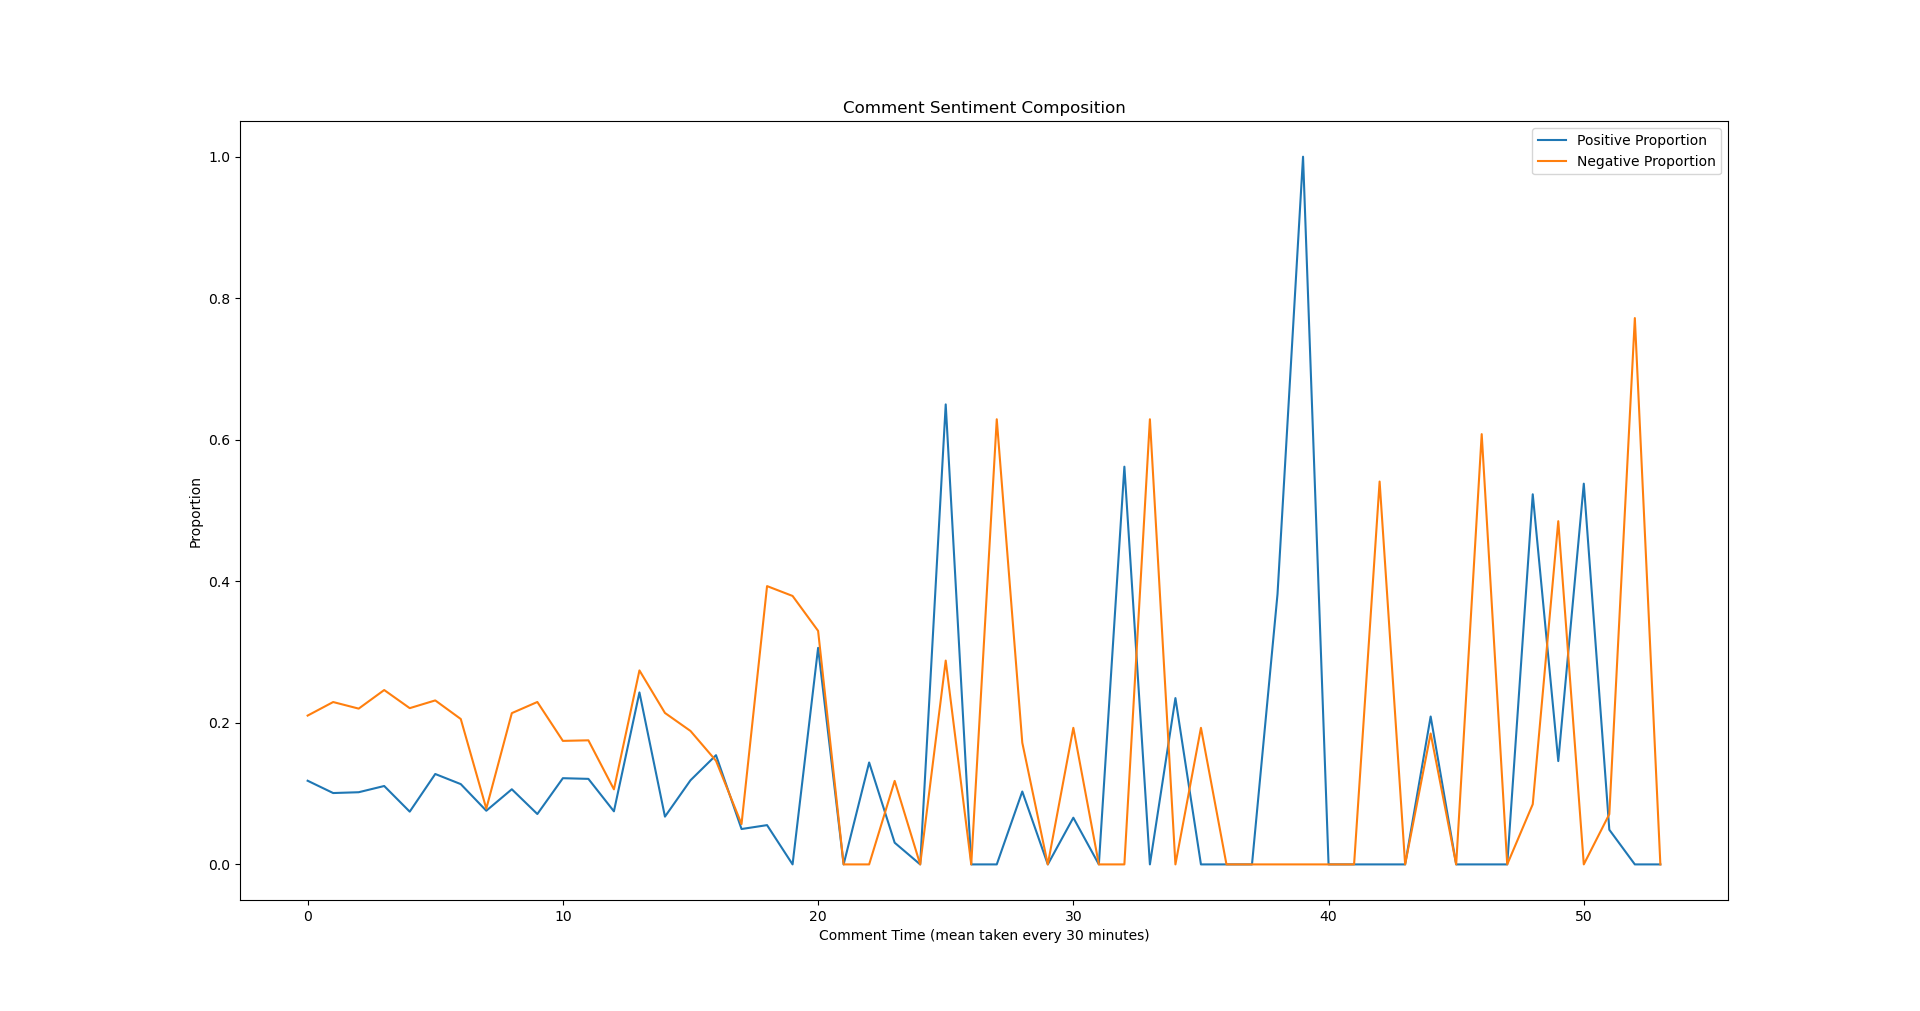 Comment Sentiment Composition
Positive Proportion
Negative Proportion
1.0
0.8
0.6
0.4
0.2
0.0
Proportion
0 10 20 30 40 50
Comment Time (mean taken every 30 minutes)